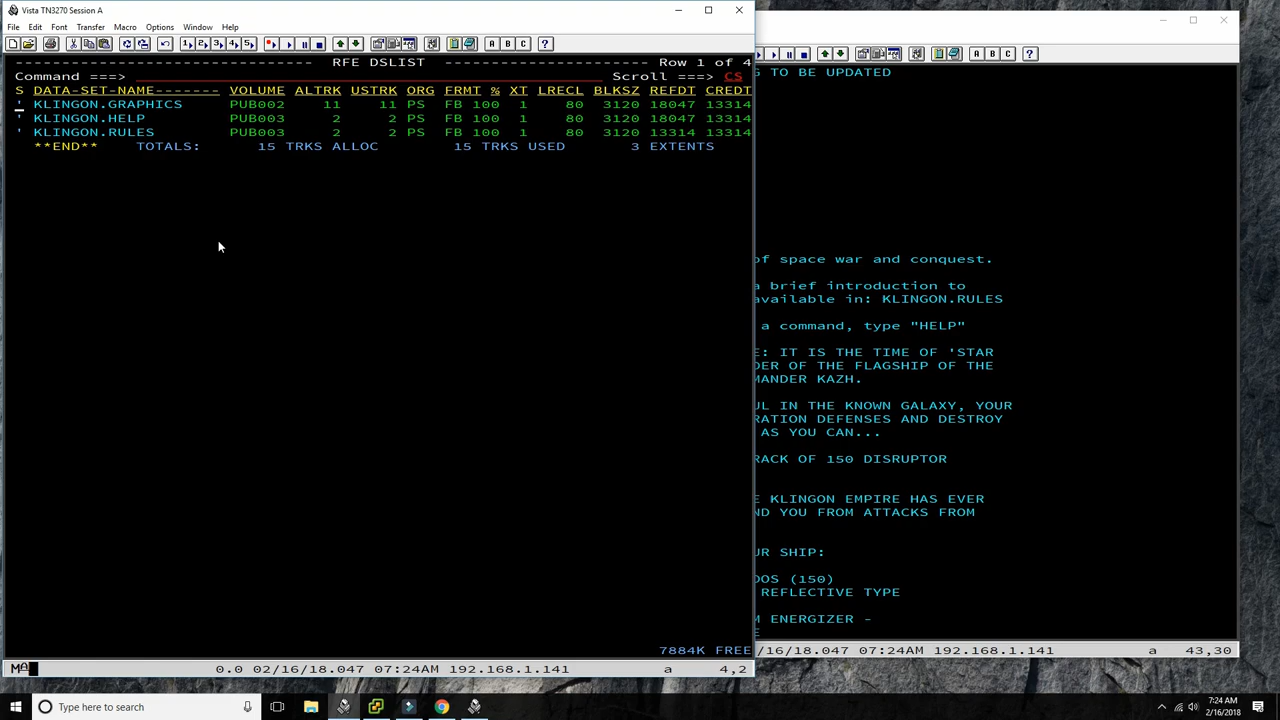 Vista TN3270 Session A
File Edit Font Transfer Macro Options Window Help
1 2 3 4 5 A B C ?
------------------------------- RFE DSLIST ------------------- Row 1 of 4
Command ===> Scroll ===> CS
S DATA-SET-NAME------- VOLUME ALTRK USTRK ORG FRMT % XT LRECL BLKSZ REFDT CREDT
' KLINGON.GRAPHICS PUB002 11 11 PS FB 100 1 80 3120 18047 13314
' KLINGON.HELP PUB003 2 2 PS FB 100 1 80 3120 18047 13314
' KLINGON.RULES PUB003 2 2 PS FB 100 1 80 3120 13314 13314
**END** TOTALS: 15 TRKS ALLOC 15 TRKS USED 3 EXTENTS
7884K FREE
0.0 02/16/18.047 07:24AM 192.168.1.141 a 4,2
A B C ?
G TO BE UPDATED
of space war and conquest.
a brief introduction to
available in: KLINGON.RULES
a command, type "HELP"
E: IT IS THE TIME OF 'STAR
DER OF THE FLAGSHIP OF THE
MANDER KAZH.
UL IN THE KNOWN GALAXY, YOUR
RATION DEFENSES AND DESTROY
AS YOU CAN...
RACK OF 150 DISRUPTOR
E KLINGON EMPIRE HAS EVER
ND YOU FROM ATTACKS FROM
UR SHIP:
DOS (150)
REFLECTIVE TYPE
M ENERGIZER -
E
/16/18.047 07:24AM 192.168.1.141 a 43,30
Type here to search
7:24 AM
2/16/2018